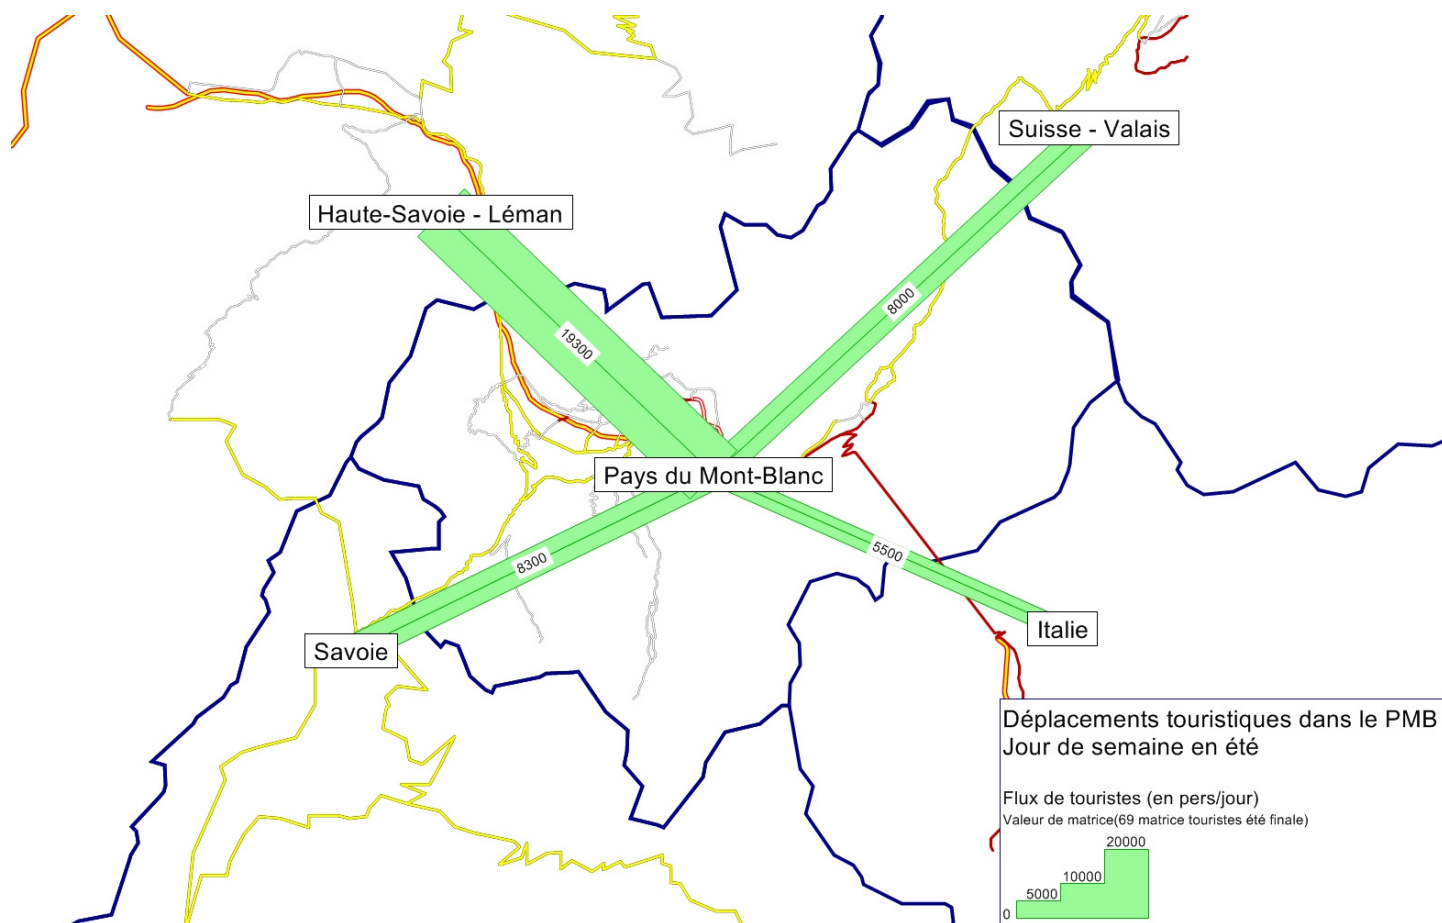 Suisse - Valais
Haute-Savoie - Léman
8000
19300
Pays du Mont-Blanc
8300
5500
Italie
Savoie
Déplacements touristiques dans le PMB
Jour de semaine en été
Flux de touristes (en pers/jour)
Valeur de matrice(69 matrice touristes été finale)
20000
10000
5000
0